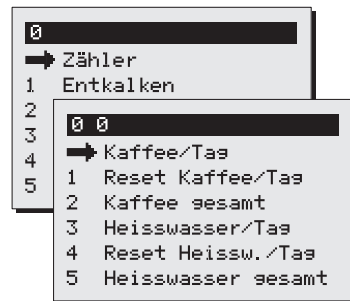 0
➡ Zähler
1 Entkalken
2
3
4
5
0 0
➡ Kaffee/Tag
1 Reset Kaffee/Tag
2 Kaffee gesamt
3 Heisswasser/Tag
4 Reset Heissw./Tag
5 Heisswasser gesamt